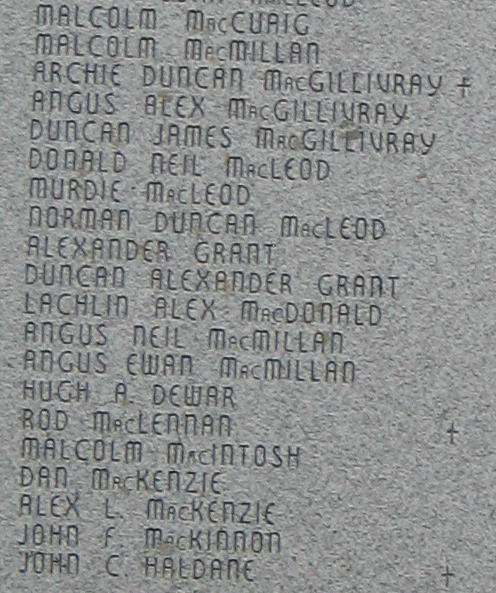 MacLEOD
MALCOLM MacCUAIG
MALCOLM MacMILLAN
ARCHIE DUNCAN MacGILLIVRAY †
ANGUS ALEX MacGILLIVRAY
DUNCAN JAMES MacGILLIVRAY
DONALD NEIL MacLEOD
MURDIE MacLEOD
NORMAN DUNCAN MacLEOD
ALEXANDER GRANT
DUNCAN ALEXANDER GRANT
LACHLIN ALEX MacDONALD
ANGUS NEIL MacMILLAN
ANGUS EWAN MacMILLAN
HUGH A. DEWAR
ROD MacLENNAN †
MALCOLM MacINTOSH
DAN MacKENZIE
ALEX L. MacKENZIE
JOHN F. MacKINNON
JOHN C. HALDANE †